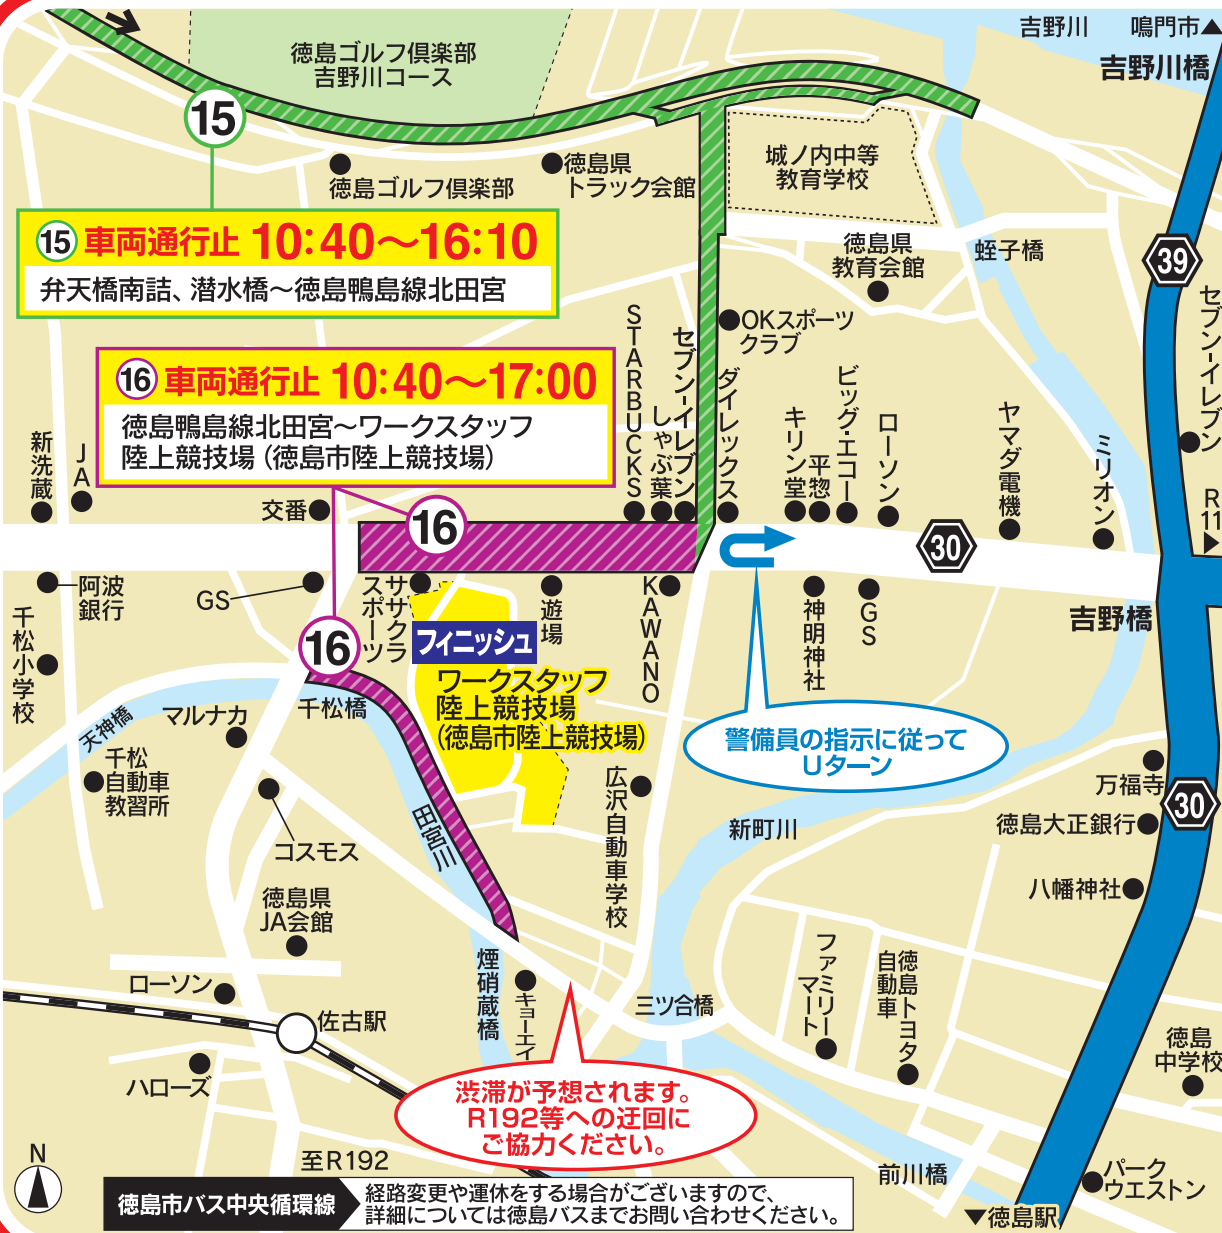 吉野川
鳴門市▲
吉野川橋
徳島ゴルフ倶楽部
吉野川コース
15
徳島ゴルフ倶楽部
徳島県
トラック会館
城ノ内中等
教育学校
徳島県
教育会館
蛭子橋
39
セブン-イレブン
⑮ 車両通行止 10:40～16:10
弁天橋南詰、潜水橋～徳島鴨島線北田宮
⑯ 車両通行止 10:40～17:00
徳島鴨島線北田宮～ワークスタッフ
陸上競技場（徳島市陸上競技場）
OKスポーツ
クラブ
STARBUCKS
しゃぶ葉
セブン-イレブン
ダイレックス
キリン堂
平惣
ビッグ・エコー
ローソン
ヤマダ電機
ミリオン
R11▶
新洗蔵
JA
交番
16
30
阿波
銀行
GS
千松小学校
ササクラ
スポーツ
遊場
KAWANO
神明神社
GS
吉野橋
16
フィニッシュ
ワークスタッフ
陸上競技場
(徳島市陸上競技場)
千松橋
天神橋
マルナカ
千松
自動車
教習所
コスモス
田宮川
広沢自動車学校
警備員の指示に従って
Uターン
新町川
万福寺
30
徳島大正銀行
八幡神社
徳島県
JA会館
ローソン
佐古駅
ハローズ
煙硝蔵橋
キョーエイ
三ツ合橋
ファミリー
マート
徳島トヨタ
自動車
徳島
中学校
渋滞が予想されます。
R192等への迂回に
ご協力ください。
前川橋
パーク
ウエストン
▼徳島駅
N
至R192
徳島市バス中央循環線
経路変更や運休をする場合がございますので、
詳細については徳島バスまでお問い合わせください。